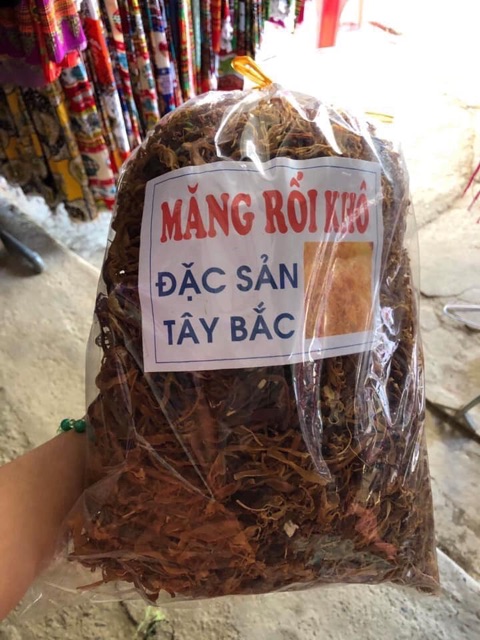 MĂNG RỐI KHÔ
ĐẶC SẢN
TÂY BẮC